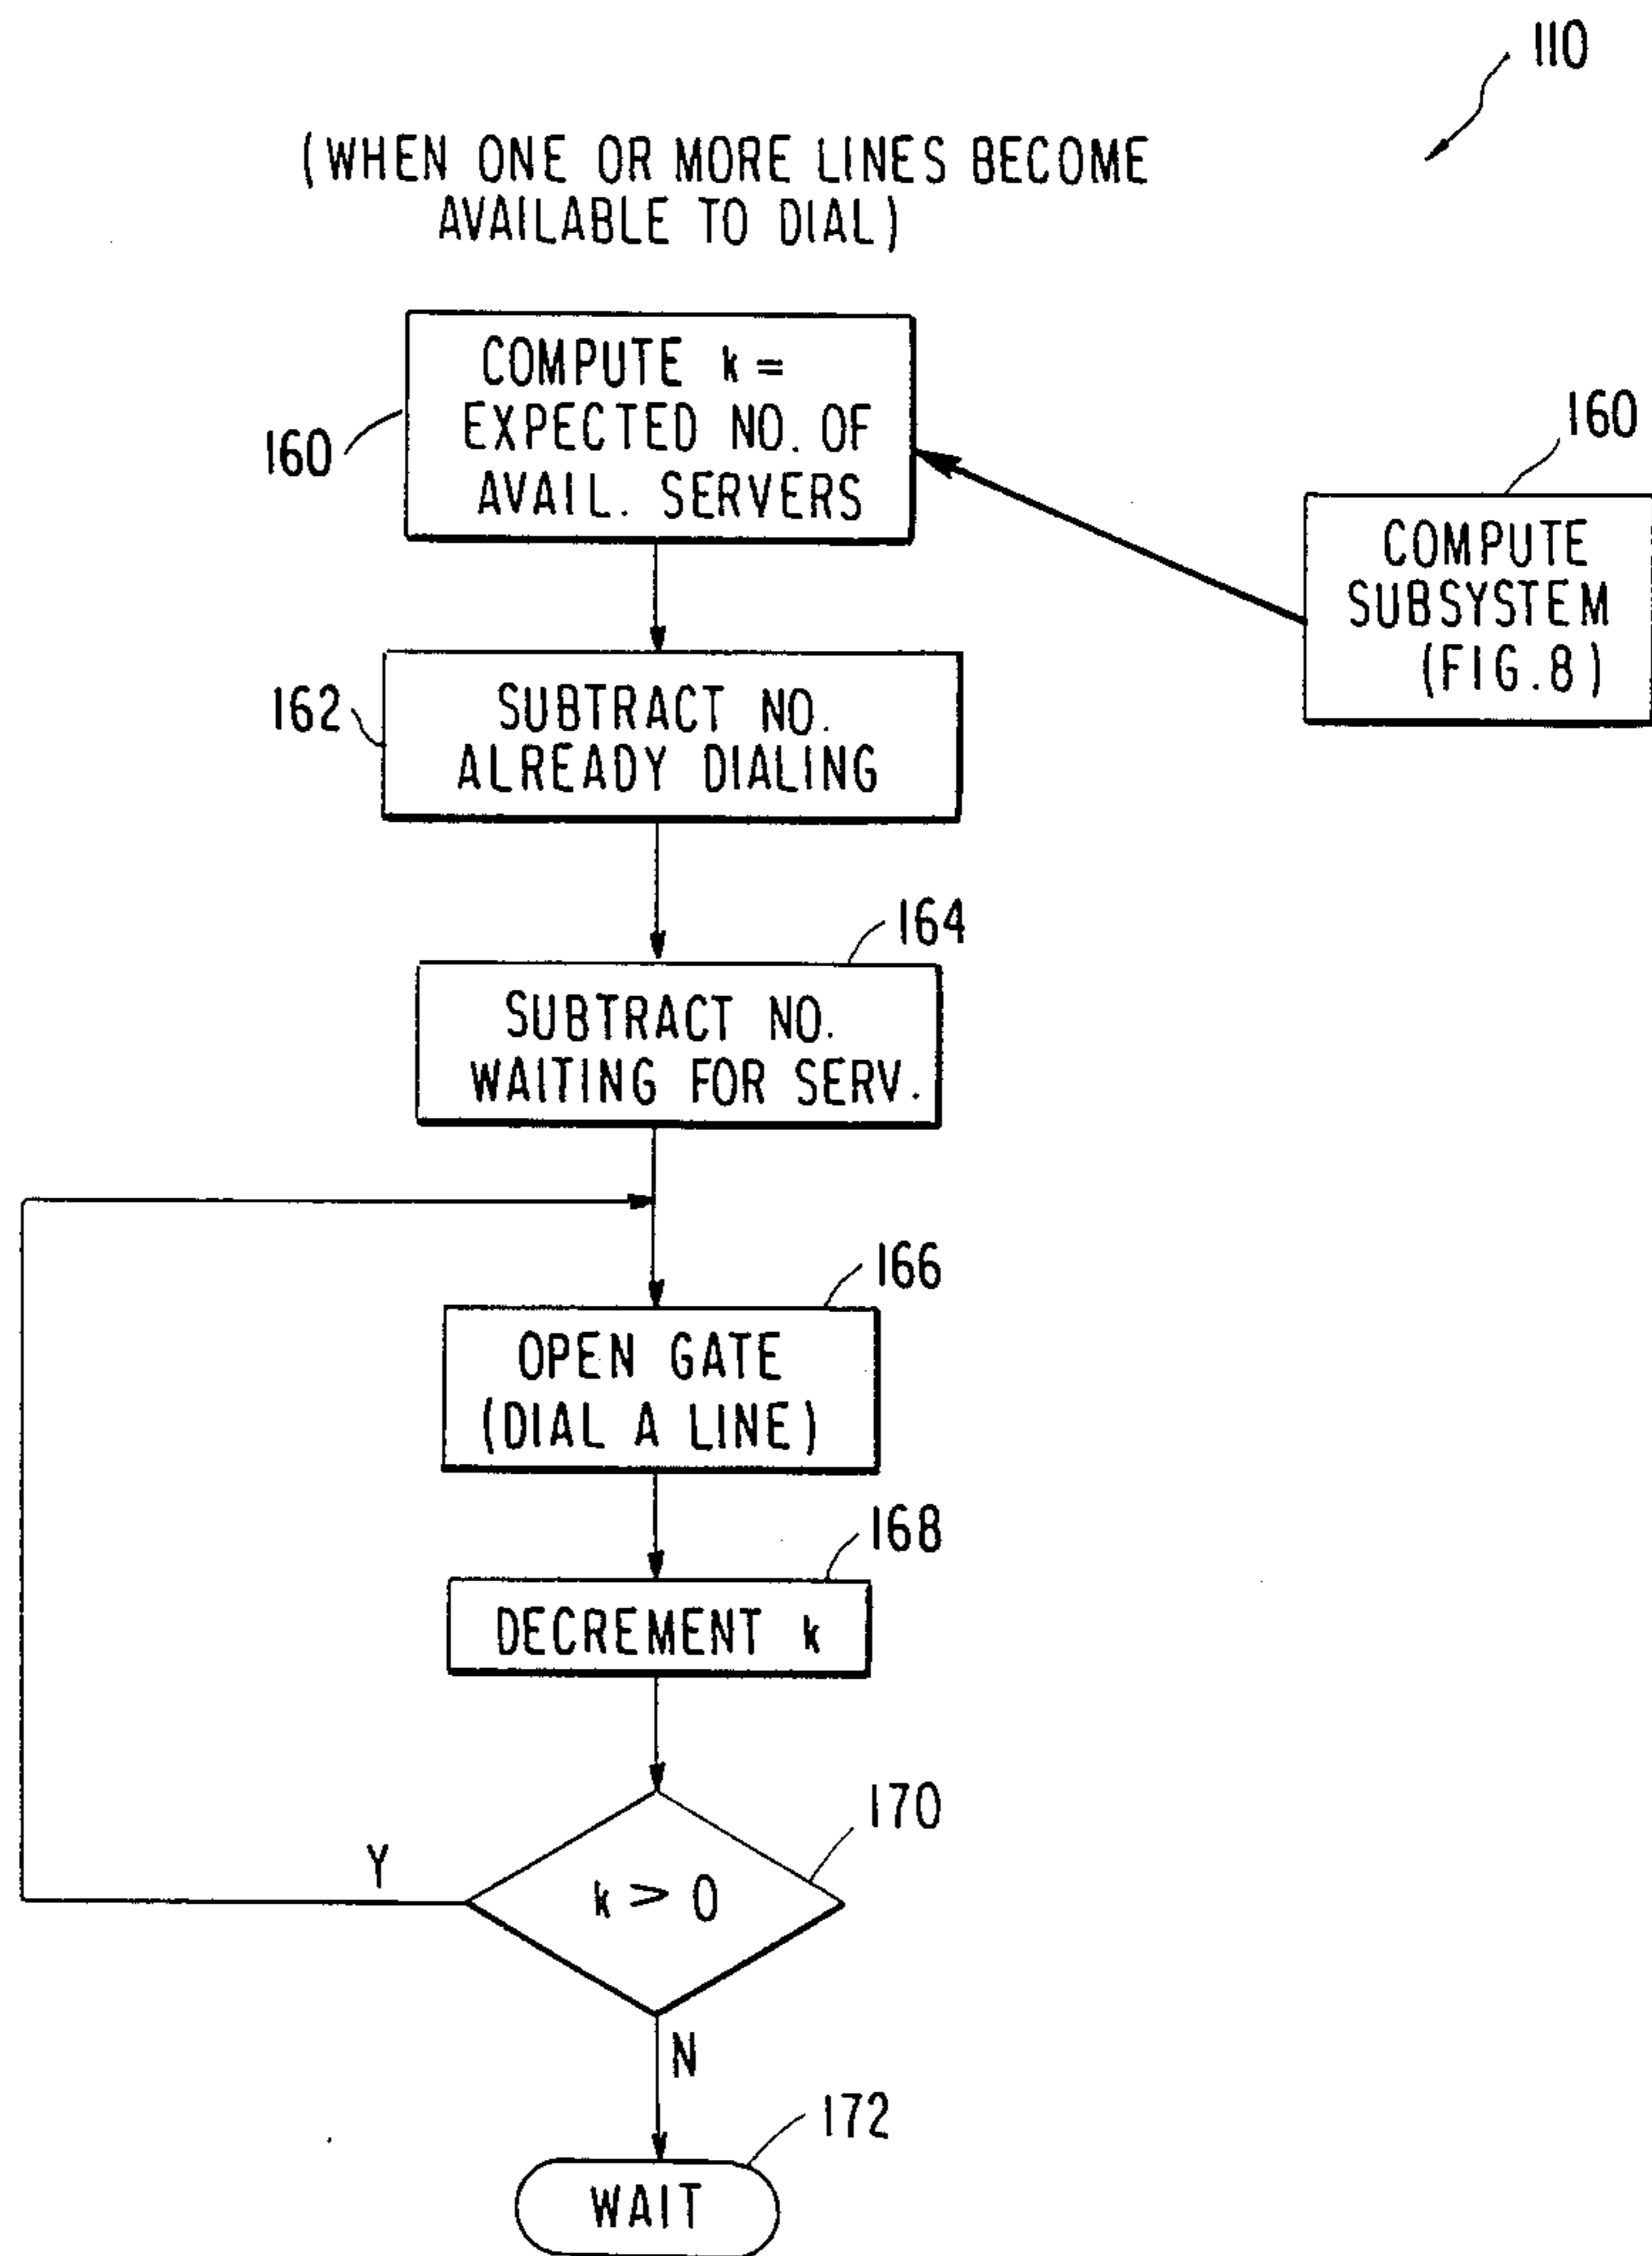 110
(WHEN ONE OR MORE LINES BECOME
AVAILABLE TO DIAL)
160
COMPUTE k =
EXPECTED NO. OF
AVAIL. SERVERS
160
COMPUTE
SUBSYSTEM
(FIG.8)
162
SUBTRACT NO.
ALREADY DIALING
164
SUBTRACT NO.
WAITING FOR SERV.
166
OPEN GATE
(DIAL A LINE)
168
DECREMENT k
170
Y
k > 0
N
172
WAIT